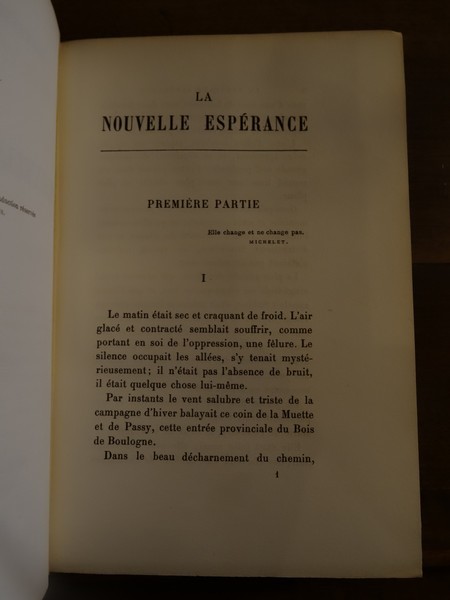 LA
NOUVELLE ESPÉRANCE
PREMIÈRE PARTIE
Elle change et ne change pas.
MICHELET.
I
Le matin était sec et craquant de froid. L'air
glacé et contracté semblait souffrir, comme
portant en soi de l'oppression, une fêlure. Le
silence occupait les allées, s'y tenait mysté-
rieusement; il n'était pas l'absence de bruit,
il était quelque chose lui-même.
Par instants le vent salubre et triste de la
campagne d'hiver balayait ce coin de la Muette
et de Passy, cette entrée provinciale du Bois
de Boulogne.
Dans le beau décharnement du chemin,
1